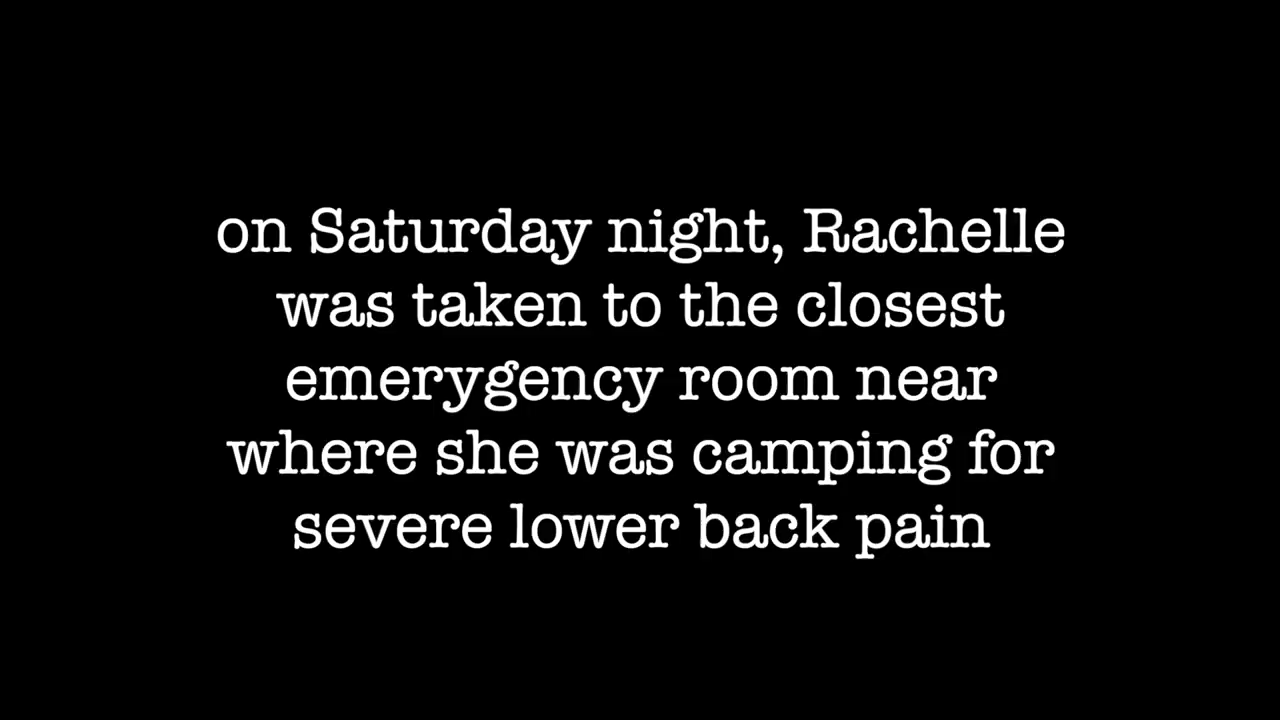 on Saturday night, Rachelle
was taken to the closest
emerygency room near
where she was camping for
severe lower back pain